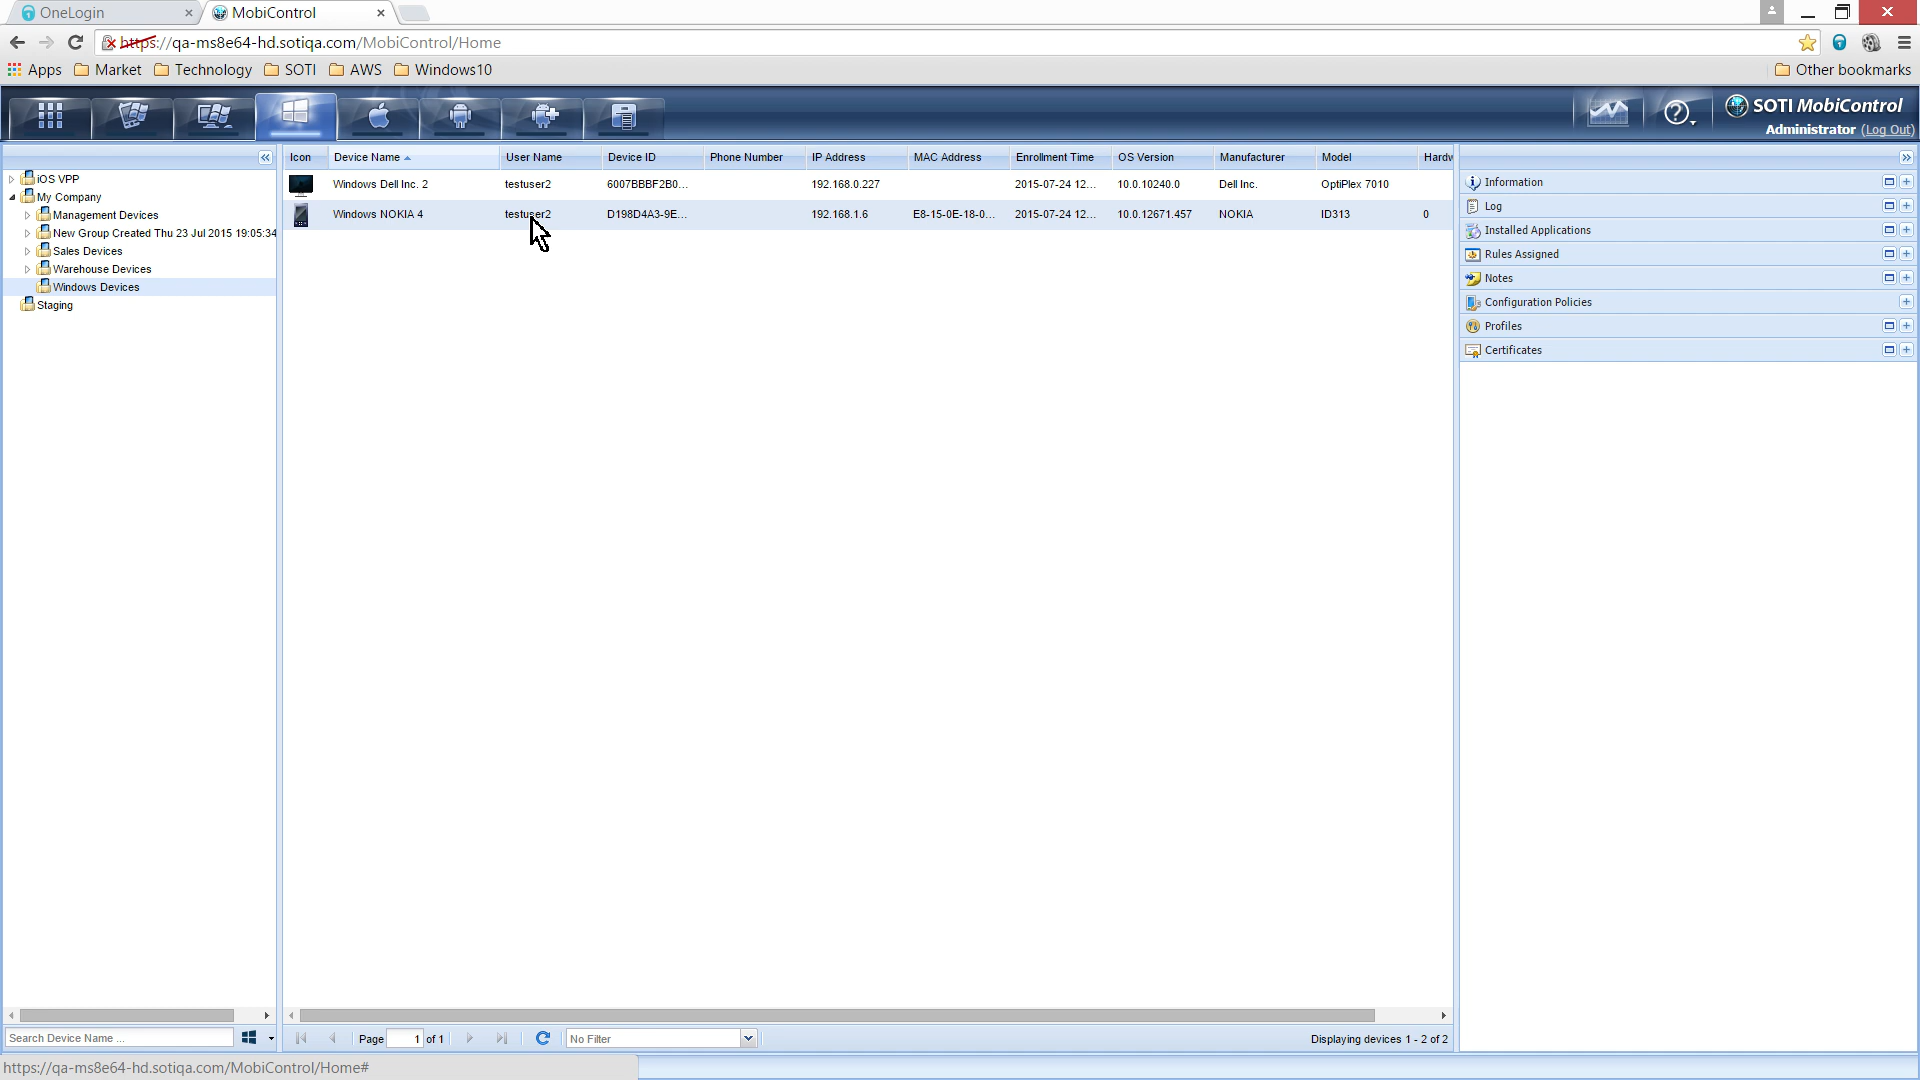 OneLogin
MobiControl
https://qa-ms8e64-hd.sotiqa.com/MobiControl/Home
Apps Market Technology SOTI AWS Windows10 Other bookmarks
SOTI MobiControl
Administrator (Log Out)
Icon Device Name User Name Device ID Phone Number IP Address MAC Address Enrollment Time OS Version Manufacturer Model Hardw
Windows Dell Inc. 2 testuser2 6007BBBF2B0... 192.168.0.227 2015-07-24 12... 10.0.10240.0 Dell Inc. OptiPlex 7010
Windows NOKIA 4 testuser2 D198D4A3-9E... 192.168.1.6 E8-15-0E-18-0... 2015-07-24 12... 10.0.12671.457 NOKIA ID313 0
iOS VPP
My Company
Management Devices
New Group Created Thu 23 Jul 2015 19:05:34
Sales Devices
Warehouse Devices
Windows Devices
Staging
Information
Log
Installed Applications
Rules Assigned
Notes
Configuration Policies
Profiles
Certificates
Search Device Name ...
Page 1 of 1
No Filter
Displaying devices 1 - 2 of 2
https://qa-ms8e64-hd.sotiqa.com/MobiControl/Home#